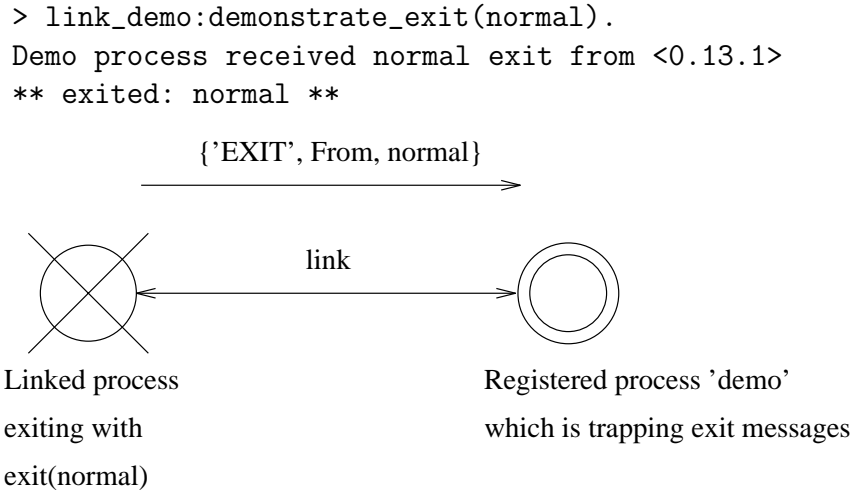 > link_demo:demonstrate_exit(normal).
Demo process received normal exit from <0.13.1>
** exited: normal **
{’EXIT’, From, normal}
link
Linked process
exiting with
exit(normal)
Registered process ’demo’
which is trapping exit messages